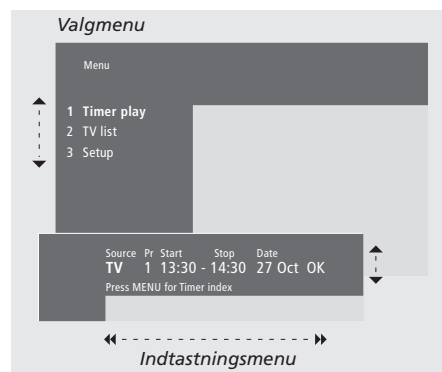 Valgmenu
Menu
1 Timer play
2 TV list
3 Setup
Source Pr Start Stop Date
TV 1 13:30 - 14:30 27 Oct OK
Press MENU for Timer index
Indtastningsmenu